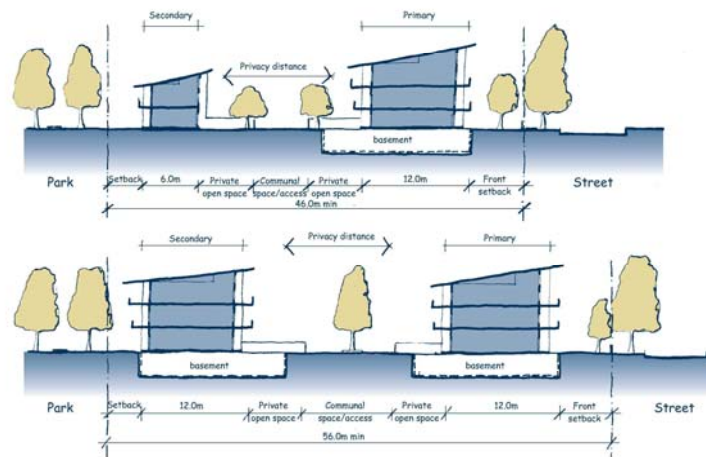 Secondary
Primary
Privacy distance
basement
Park
Setback
6.0m
Private
open space
Communal
space/access
Private
open space
12.0m
Front
setback
Street
46.0m min
Secondary
Privacy distance
Primary
basement
basement
Park
Setback
12.0m
Private
open space
Communal
space/access
Private
open space
12.0m
Front
setback
Street
56.0m min